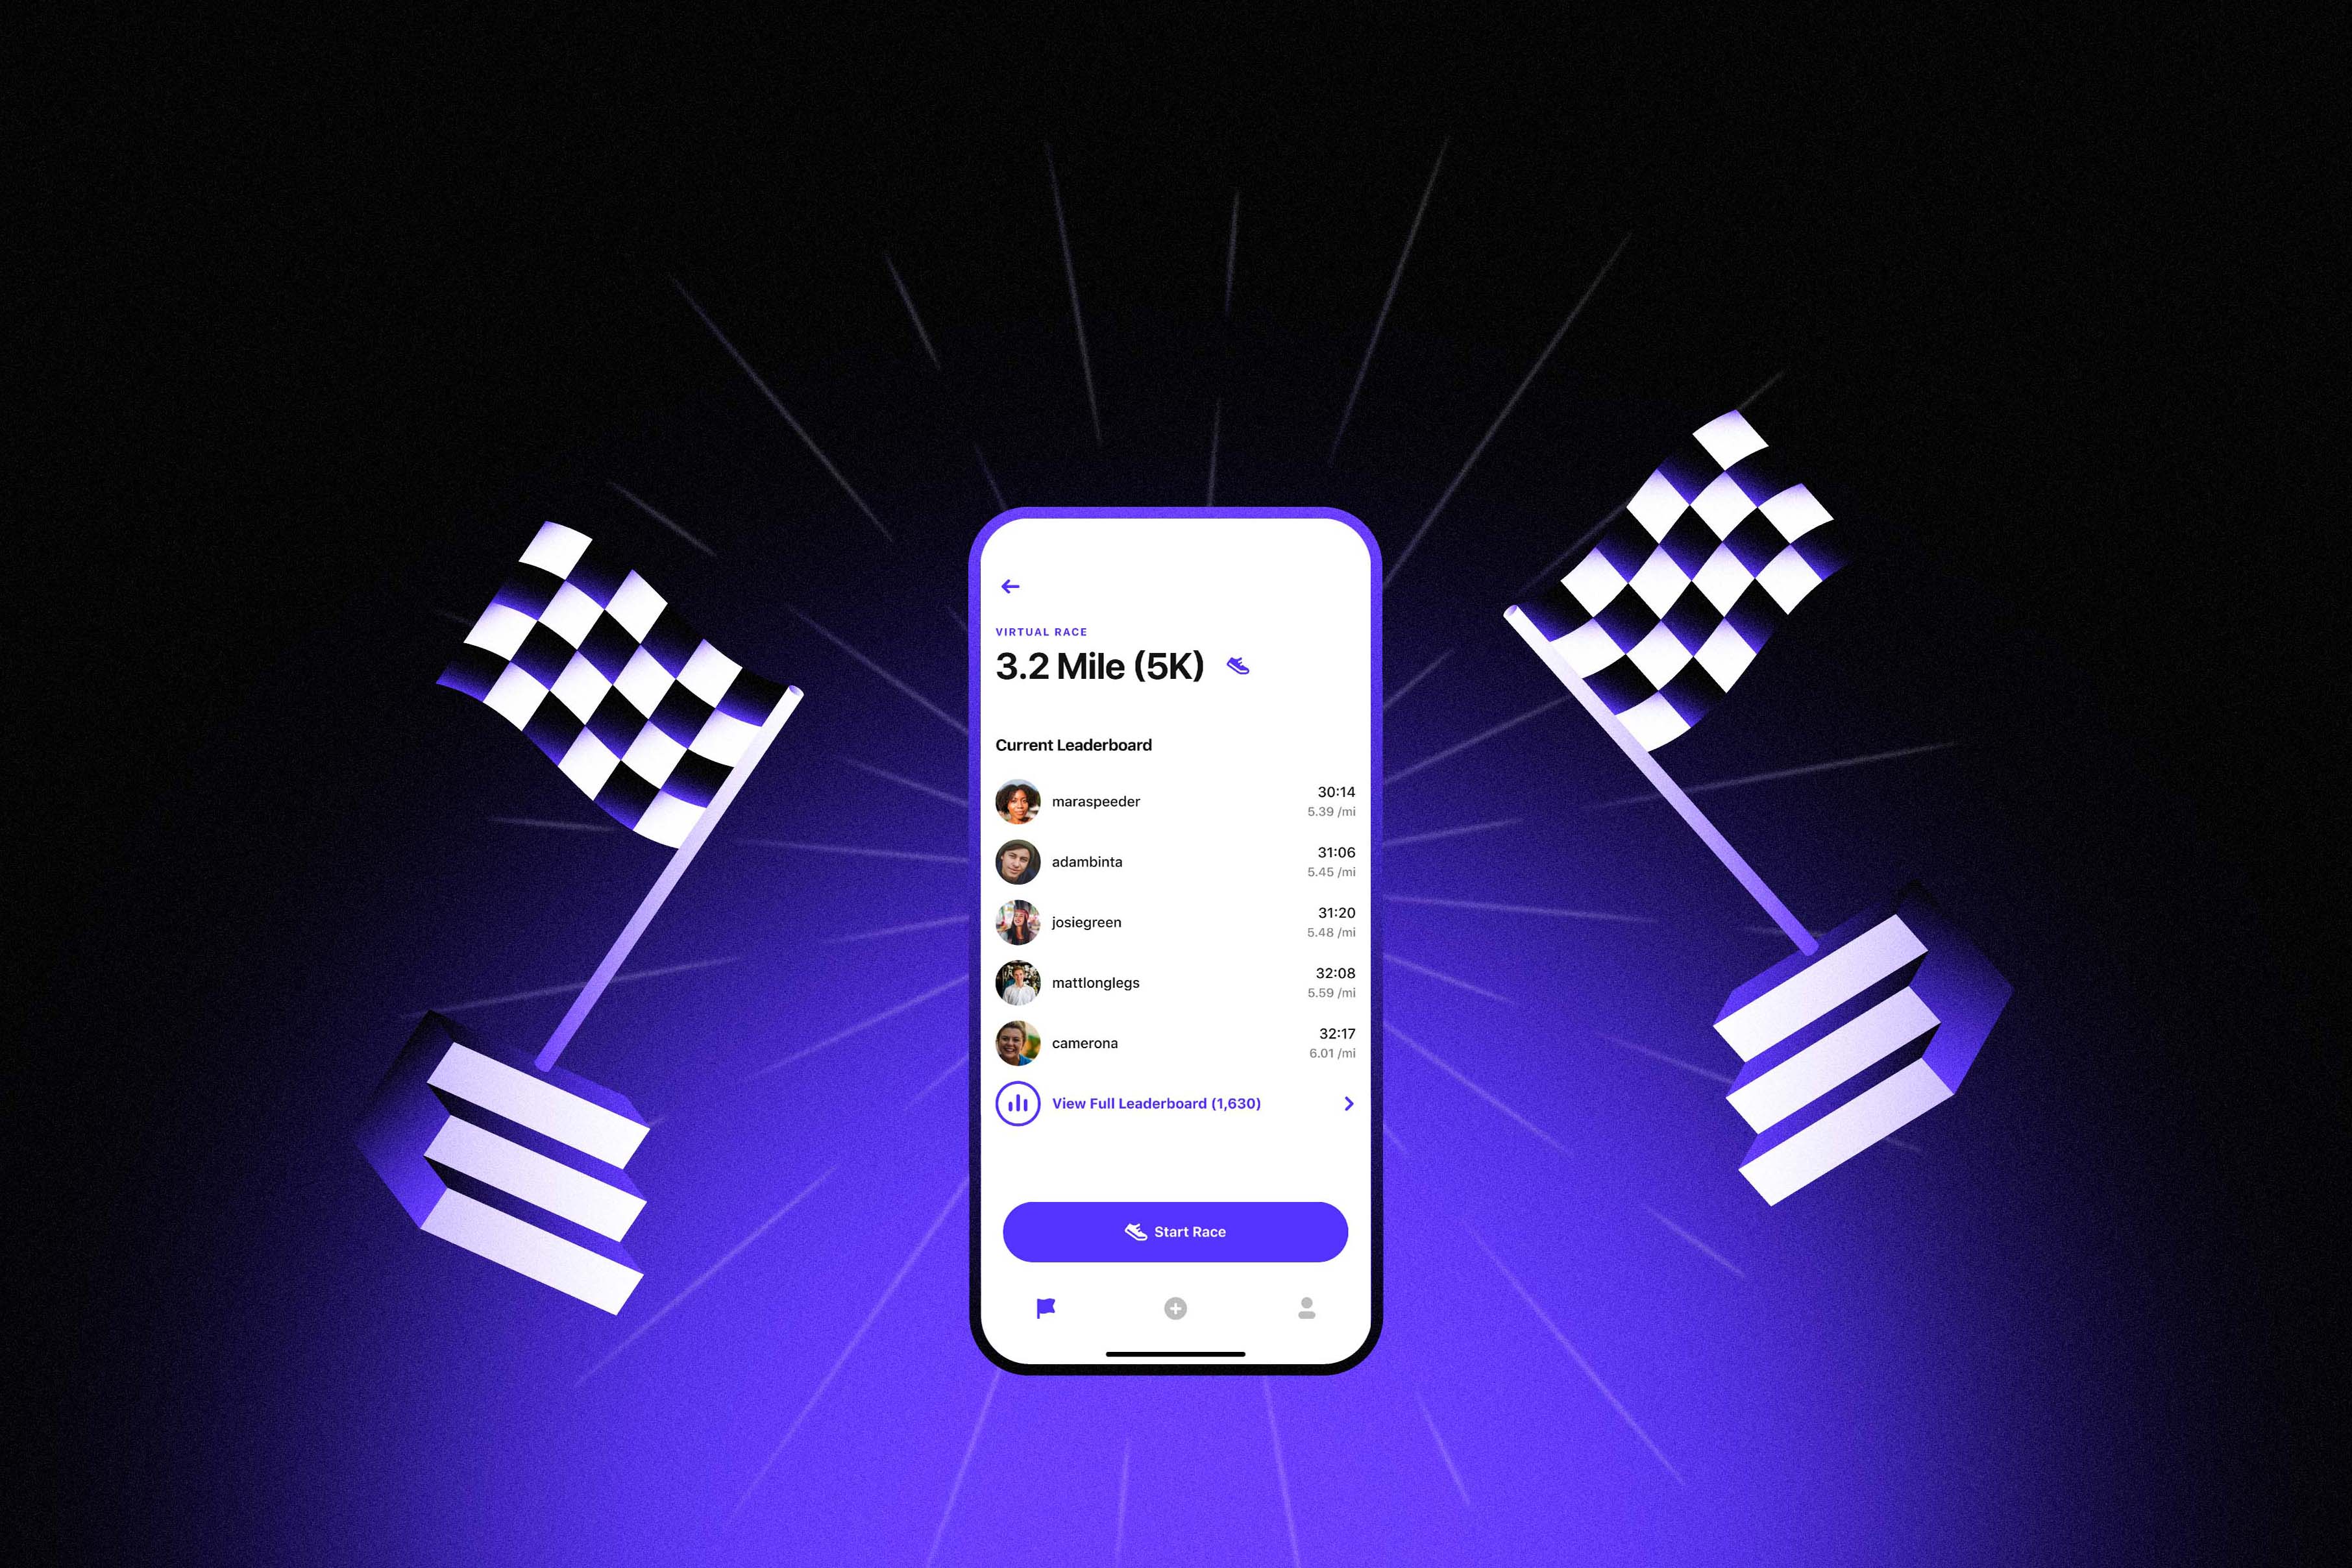 VIRTUAL RACE
3.2 Mile (5K)
Current Leaderboard
maraspeeder 30:14
5.39 /mi
adambinta 31:06
5.45 /mi
josiegreen 31:20
5.48 /mi
mattlonglegs 32:08
5.59 /mi
camerona 32:17
6.01 /mi
View Full Leaderboard (1,630)
Start Race